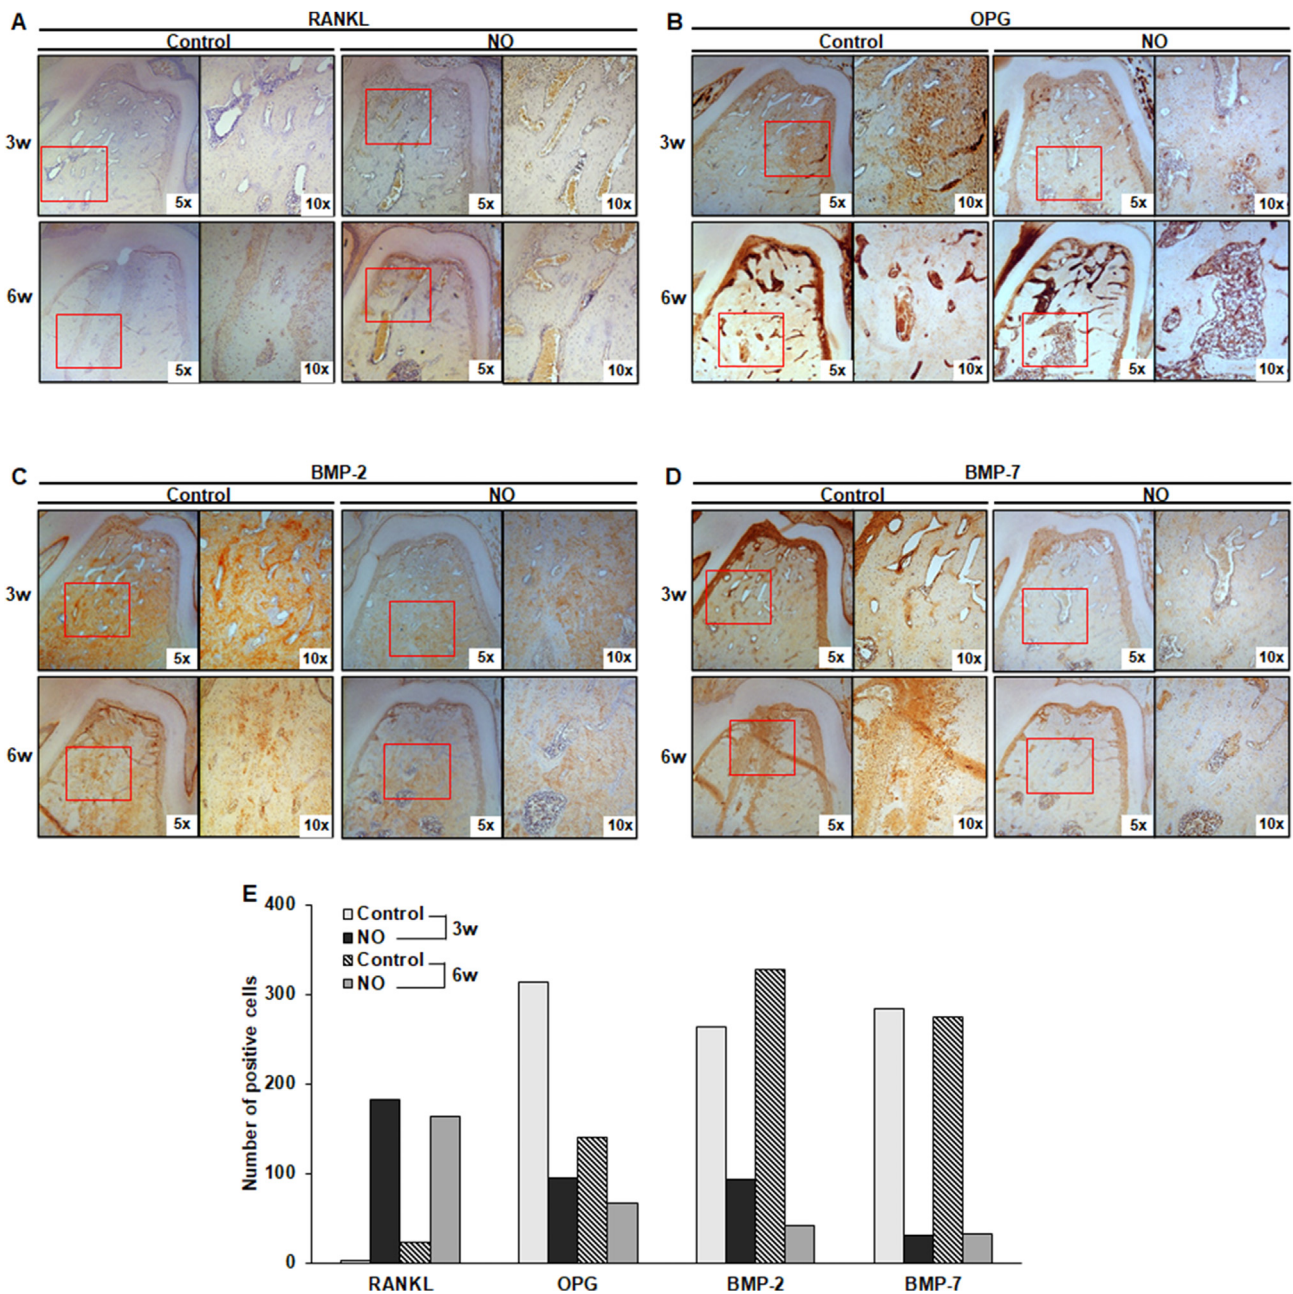 A RANKL
Control NO
3w
5x 10x 5x 10x
6w
5x 10x 5x 10x
B OPG
Control NO
3w
5x 10x 5x 10x
6w
5x 10x 5x 10x
C BMP-2
Control NO
3w
5x 10x 5x 10x
6w
5x 10x 5x 10x
D BMP-7
Control NO
3w
5x 10x 5x 10x
6w
5x 10x 5x 10x
E
Number of positive cells
400
300
200
100
0
Control
NO
3w
Control
NO
6w
RANKL OPG BMP-2 BMP-7